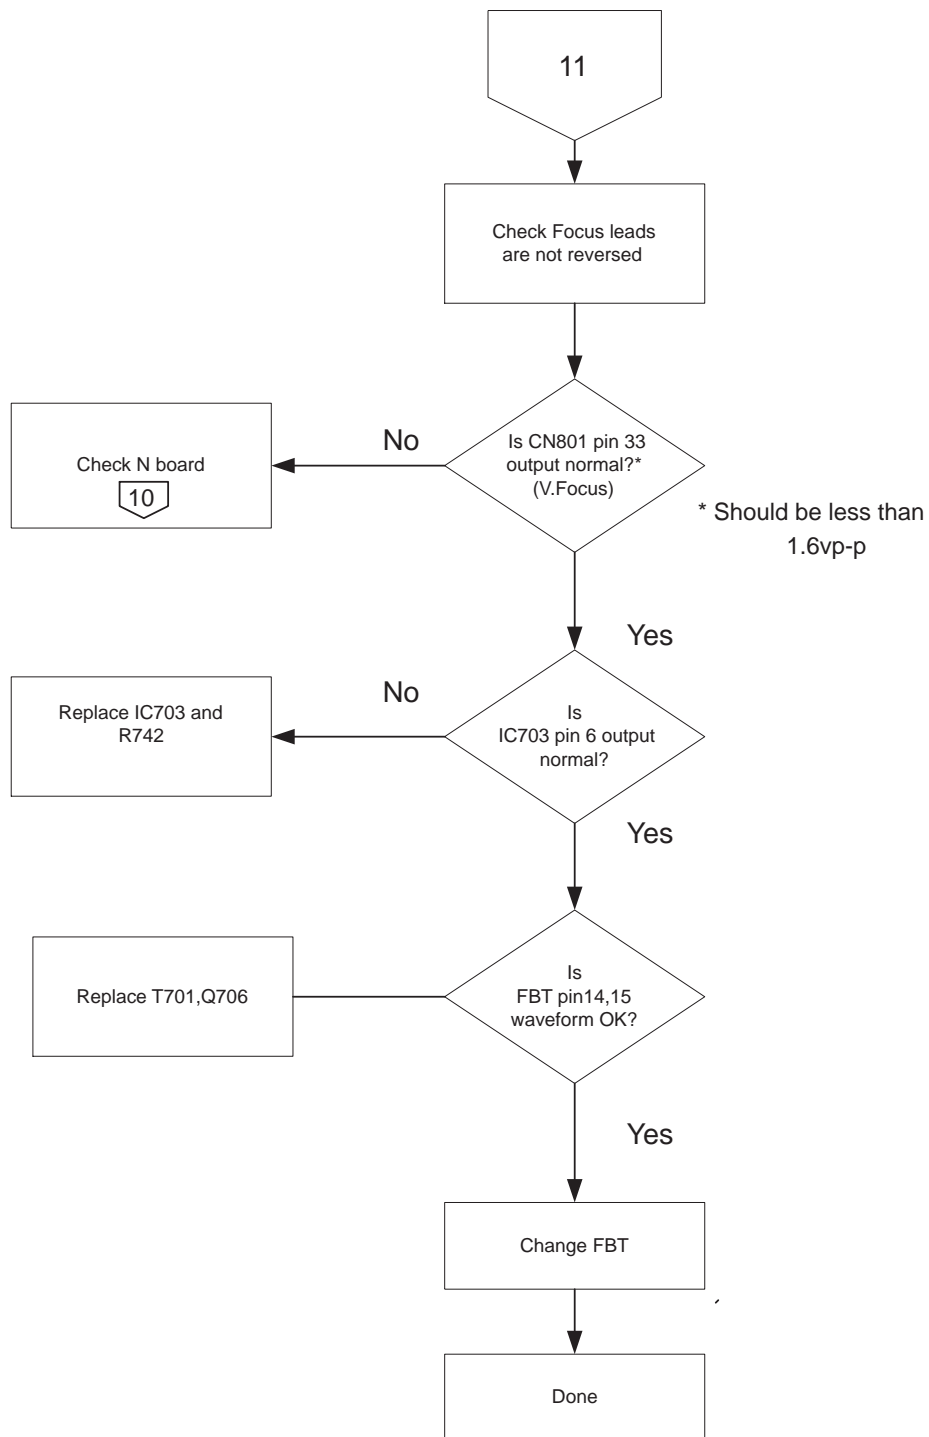 11
Check Focus leads
are not reversed
Is CN801 pin 33
output normal?*
(V.Focus)
No
Check N board
10
* Should be less than
1.6vp-p
Yes
Is
IC703 pin 6 output
normal?
No
Replace IC703 and
R742
Yes
Is
FBT pin14,15
waveform OK?
Replace T701,Q706
Yes
Change FBT
Done